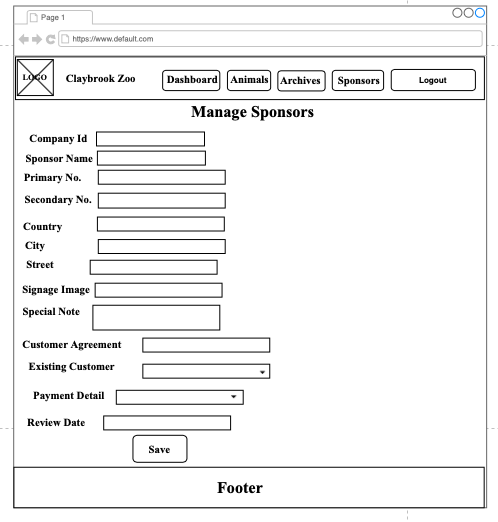 Page 1
https://www.default.com
LOGO Claybrook Zoo Dashboard Animals Archives Sponsors Logout
Manage Sponsors
Company Id
Sponsor Name
Primary No.
Secondary No.
Country
City
Street
Signage Image
Special Note
Customer Agreement
Existing Customer
Payment Detail
Review Date
Save
Footer